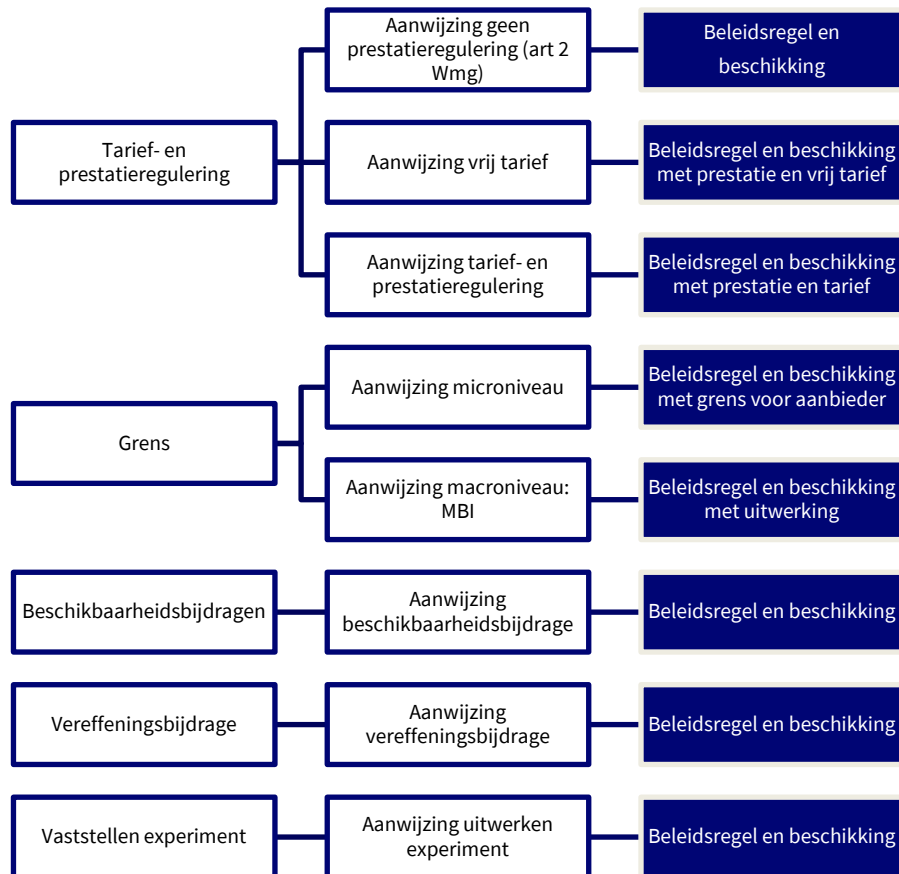 Aanwijzing geen
prestatieregulering (art 2
Wmg)
Beleidsregel en
beschikking
Tarief- en
prestatieregulering
Aanwijzing vrij tarief
Beleidsregel en beschikking
met prestatie en vrij tarief
Aanwijzing tarief- en
prestatieregulering
Beleidsregel en beschikking
met prestatie en tarief
Grens
Aanwijzing microniveau
Beleidsregel en beschikking
met grens voor aanbieder
Aanwijzing macroniveau:
MBI
Beleidsregel en beschikking
met uitwerking
Beschikbaarheidsbijdragen
Aanwijzing
beschikbaarheidsbijdrage
Beleidsregel en beschikking
Vereffeningsbijdrage
Aanwijzing
vereffeningsbijdrage
Beleidsregel en beschikking
Vaststellen experiment
Aanwijzing uitwerken
experiment
Beleidsregel en beschikking